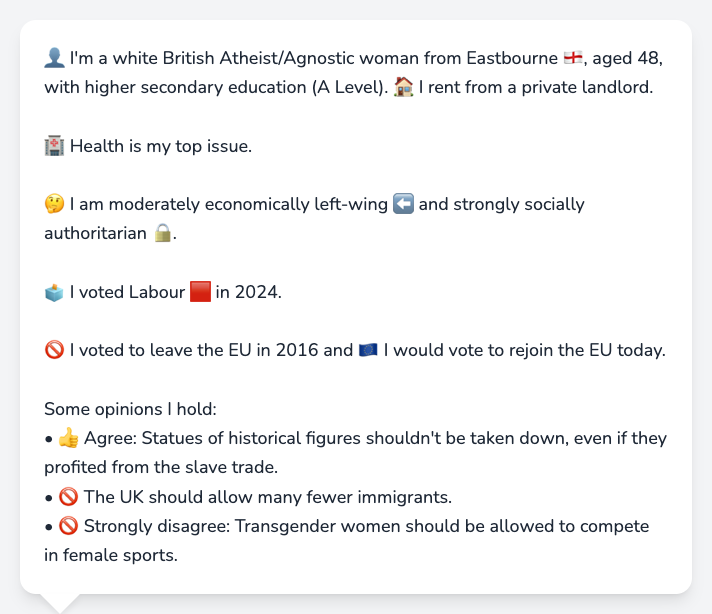 👤 I'm a white British Atheist/Agnostic woman from Eastbourne 🏴󠁧󠁢󠁥󠁮󠁧󠁿, aged 48,
with higher secondary education (A Level). 🏠 I rent from a private landlord.
🏥 Health is my top issue.
🤔 I am moderately economically left-wing ⬅️ and strongly socially
authoritarian 🔒.
🗳️ I voted Labour 🟥 in 2024.
🚫 I voted to leave the EU in 2016 and 🇪🇺 I would vote to rejoin the EU today.
Some opinions I hold:
• 👍 Agree: Statues of historical figures shouldn't be taken down, even if they
profited from the slave trade.
• 🚫 The UK should allow many fewer immigrants.
• 🚫 Strongly disagree: Transgender women should be allowed to compete
in female sports.